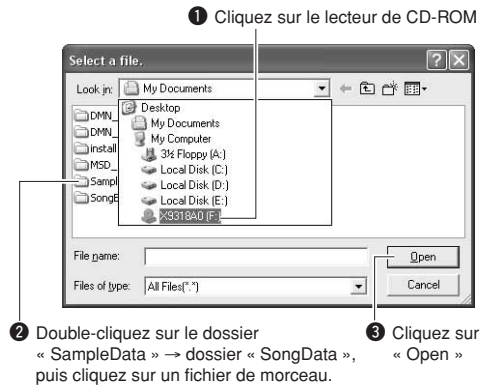 ❶ Cliquez sur le lecteur de CD-ROM
Select a file.
Look in: My Documents
Desktop
My Documents
My Computer
3½ Floppy (A:)
Local Disk (C:)
Local Disk (D:)
Local Disk (E:)
X9318A0 (F:)
DMN_
DMN_
install
MSD_
Sampl
SongE
File name:
Open
Files of type: All Files(*.*)
Cancel
❷ Double-cliquez sur le dossier
« SampleData » → dossier « SongData »,
puis cliquez sur un fichier de morceau.
❸ Cliquez sur
« Open »